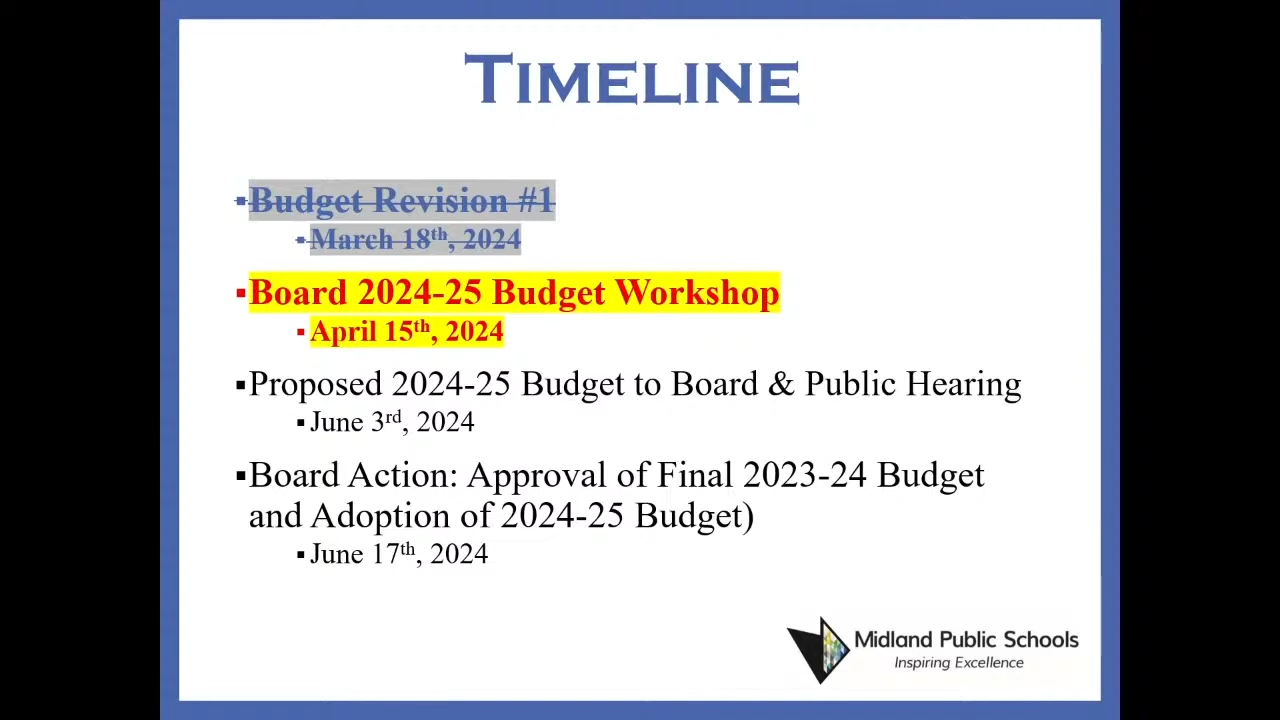 TIMELINE
▪Budget Revision #1
▪March 18th, 2024
▪Board 2024-25 Budget Workshop
▪April 15th, 2024
▪Proposed 2024-25 Budget to Board & Public Hearing
▪June 3rd, 2024
▪Board Action: Approval of Final 2023-24 Budget
and Adoption of 2024-25 Budget)
▪June 17th, 2024
Midland Public Schools
Inspiring Excellence